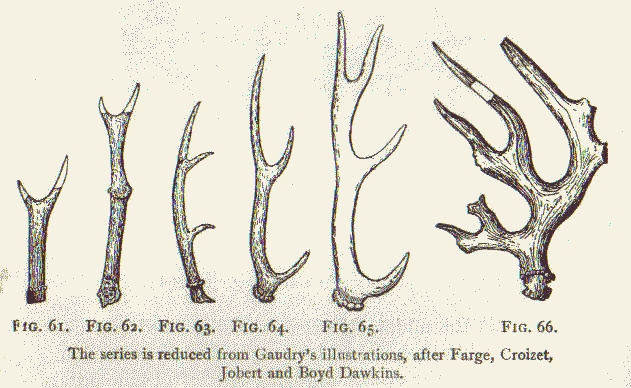 FIG. 61. FIG. 62. FIG. 63. FIG. 64. FIG. 65. FIG. 66.
The series is reduced from Gaudry's illustrations, after Farge, Croizet,
Jobert and Boyd Dawkins.